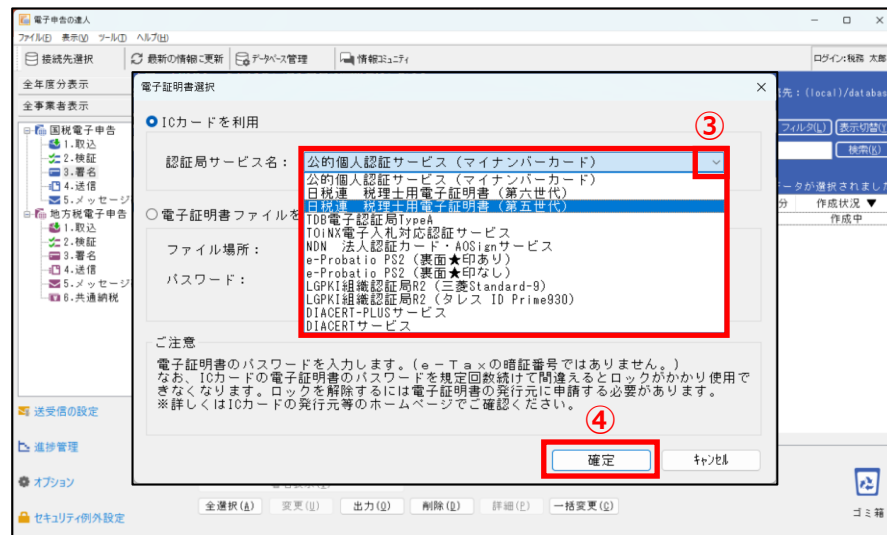 電子申告の達人
ファイル(F) 表示(V) ツール(T) ヘルプ(H)
接続先選択 最新の情報に更新 データベース管理 情報コミュニティ ログイン:税務 太郎
全年度分表示
全事業者表示
国税電子申告
1.取込
2.検証
3.署名
4.送信
5.メッセージ
地方税電子申告
1.取込
2.検証
3.署名
4.送信
5.メッセージ
6.共通納税
送受信の設定
進捗管理
オプション
セキュリティ例外設定
先：(local)/databas
フィルタ(L) 表示切替(Y
検索(K)
データが選択されまし
分 作成状況 ▼
作成中
電子証明書選択
ICカードを利用
③
認証局サービス名： 公的個人認証サービス（マイナンバーカード）
公的個人認証サービス（マイナンバーカード）
日税連 税理士用電子証明書（第六世代）
日税連 税理士用電子証明書（第五世代）
TDB電子認証局TypeA
TOiNX電子入札対応認証サービス
NDN 法人認証カード・AOSignサービス
e-Probatio PS2（裏面★印あり）
e-Probatio PS2（裏面★印なし）
LGPKI組織認証局R2（三菱Standard-9）
LGPKI組織認証局R2（タレス ID Prime930）
DIACERT-PLUSサービス
DIACERTサービス
電子証明書ファイルを
ファイル場所：
パスワード：
ご注意
電子証明書のパスワードを入力します。(ｅ－Ｔａｘの暗証番号ではありません。)
なお、ICカードの電子証明書のパスワードを規定回数続けて間違えるとロックがかかり使用で
きなくなります。ロックを解除するには電子証明書の発行元に申請する必要があります。
※詳しくはICカードの発行元等のホームページでご確認ください。
④
確定 キャンセル
全選択(A) 変更(U) 出力(O) 削除(D) 詳細(P) 一括変更(C)
ゴミ箱